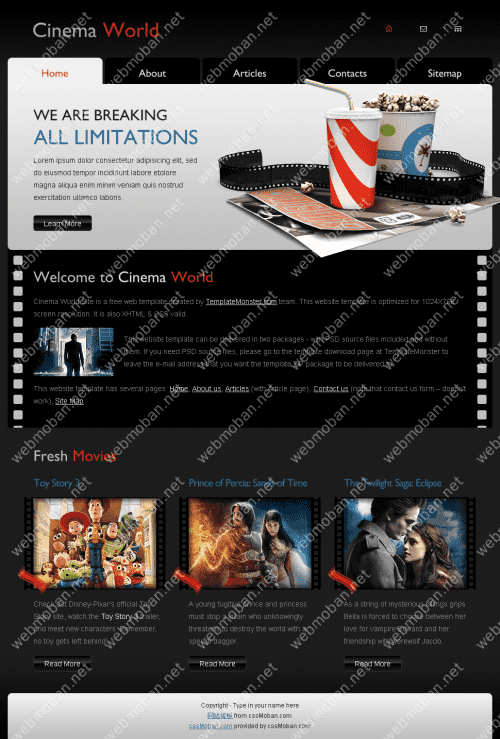 Cinema World
Home
About
Articles
Contacts
Sitemap
WE ARE BREAKING
ALL LIMITATIONS
Lorem ipsum dolor consectetur adipisicing elit, sed
do eiusmod tempor incididunt labore etolore
magna aliqua enim minim veniam quis nostrud
exercitation ullamco laboris.
Learn More
Welcome to Cinema World
Cinema World Site is a free web template created by TemplateMonster.com team. This website template is optimized for 1024X768
screen resolution. It is also XHTML & CSS valid.
This website template can be delivered in two packages - with PSD source files included and without
them. If you need PSD source files, please go to the template download page at TemplateMonster to
leave the e-mail address that you want the template ZIP package to be delivered to.
This website template has several pages: Home, About us, Articles (with Article page), Contact us (note that contact us form – doesn't
work), Site Map.
Fresh Movies
Toy Story 3
Prince of Percia: Sands of Time
The Twilight Saga: Eclipse
Check out Disney-Pixar's official Toy
Story site, watch the Toy Story 3 trailer,
and meet new characters. Remember,
no toy gets left behind.
Read More
A young fugitive prince and princess
must stop a villain who unknowingly
threatens to destroy the world with a
special dagger.
Read More
As a string of mysterious killings grips
Bella is forced to choose between her
love for vampire Edward and her
friendship with werewolf Jacob.
Read More
Copyright - Type in your name here
网站模板 from cssMoban.com
cssMoban.com provided by cssMoban.com
webmoban.net